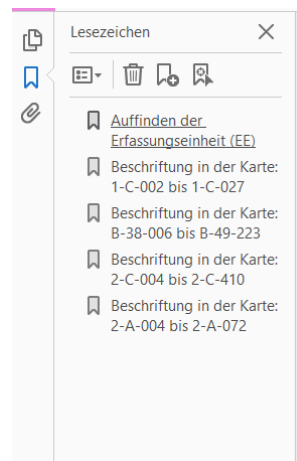 Lesezeichen
Auffinden der
Erfassungseinheit (EE)
Beschriftung in der Karte:
1-C-002 bis 1-C-027
Beschriftung in der Karte:
B-38-006 bis B-49-223
Beschriftung in der Karte:
2-C-004 bis 2-C-410
Beschriftung in der Karte:
2-A-004 bis 2-A-072